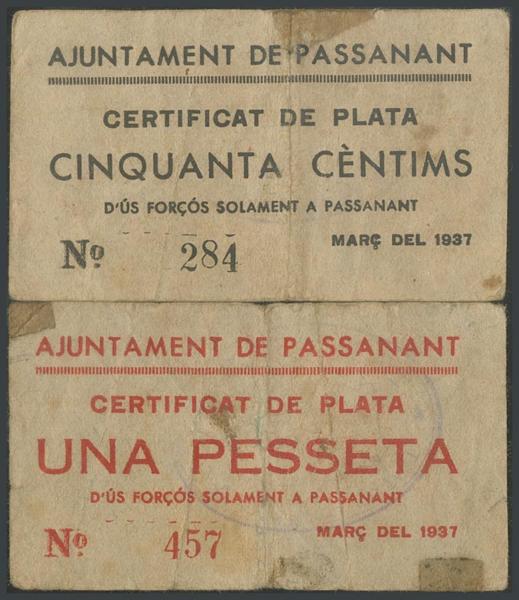 AJUNTAMENT DE PASSANANT
CERTIFICAT DE PLATA
CINQUANTA CÈNTIMS
D'ÚS FORÇÓS SOLAMENT A PASSANANT
Nº 284
MARÇ DEL 1937
AJUNTAMENT DE PASSANANT
CERTIFICAT DE PLATA
UNA PESSETA
D'ÚS FORÇÓS SOLAMENT A PASSANANT
Nº 457
MARÇ DEL 1937